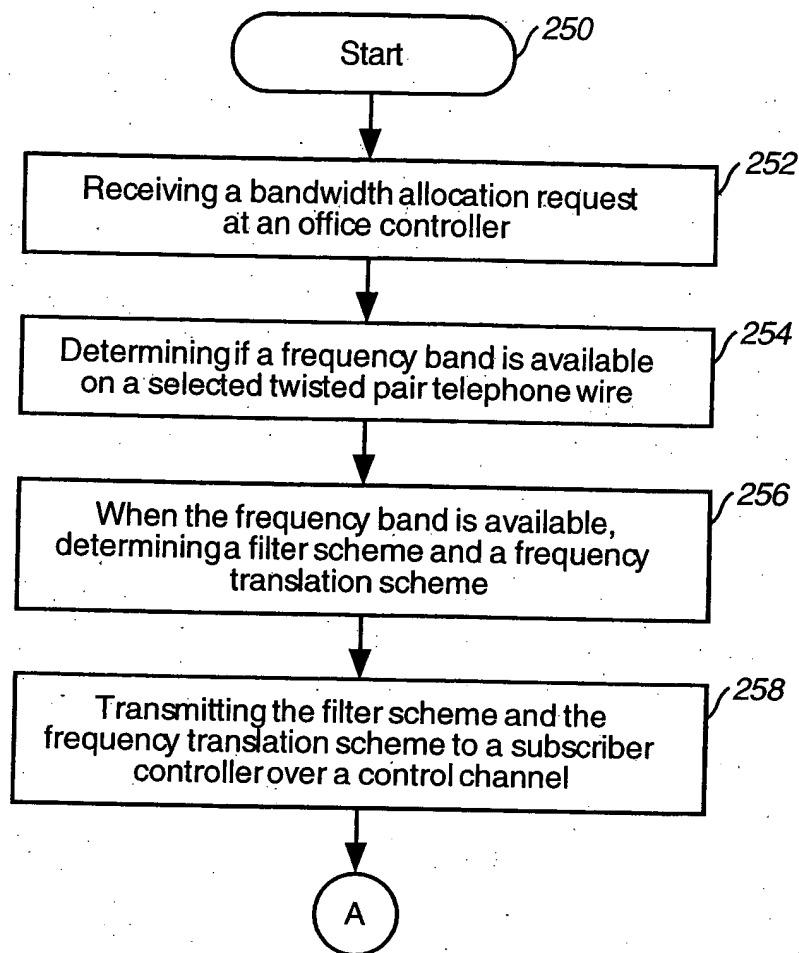 Start
250
252
Receiving a bandwidth allocation request
at an office controller
254
Determining if a frequency band is available
on a selected twisted pair telephone wire
256
When the frequency band is available,
determining a filter scheme and a frequency
translation scheme
258
Transmitting the filter scheme and the
frequency translation scheme to a subscriber
controller over a control channel
A